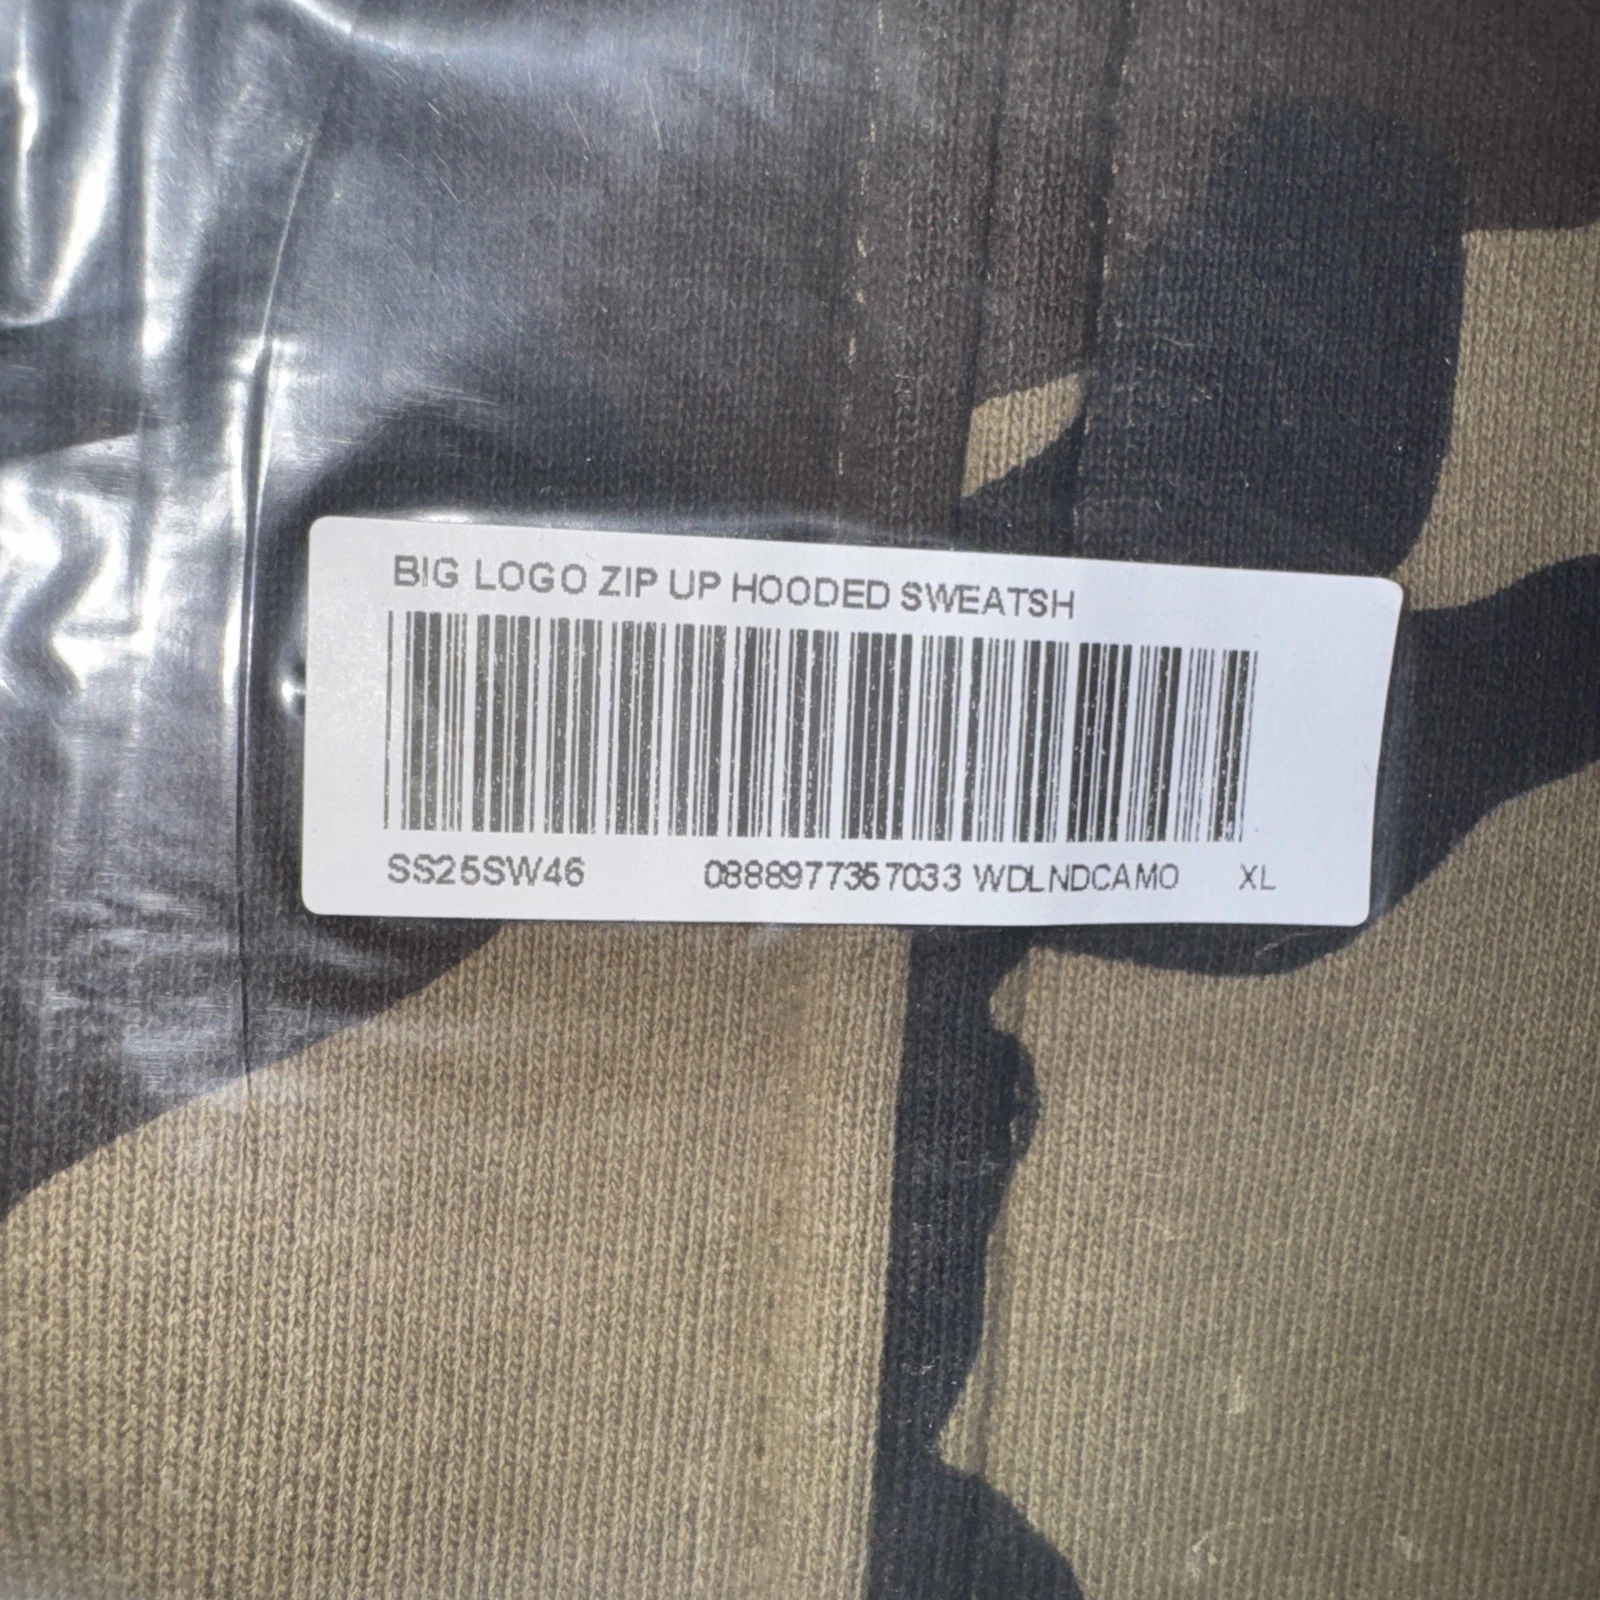 BIG LOGO ZIP UP HOODED SWEATSH
SS25SW46 0888977357033 WDLNDCAMO XL